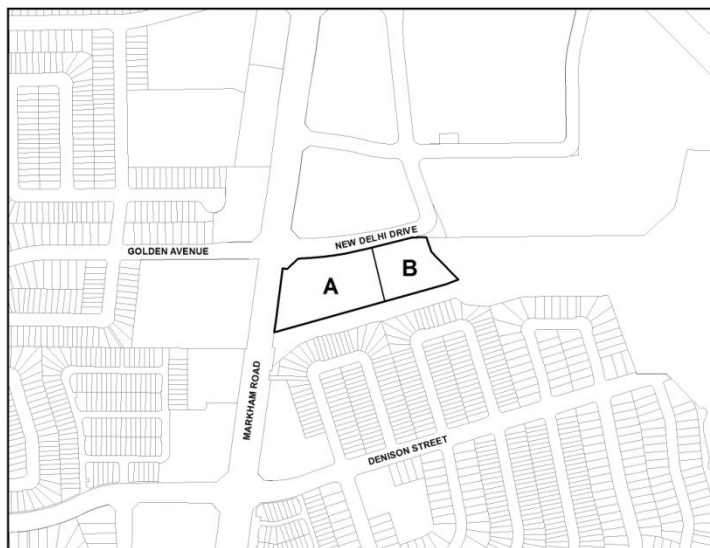 NEW DELHI DRIVE
GOLDEN AVENUE
A
B
MARKHAM ROAD
DENISON STREET